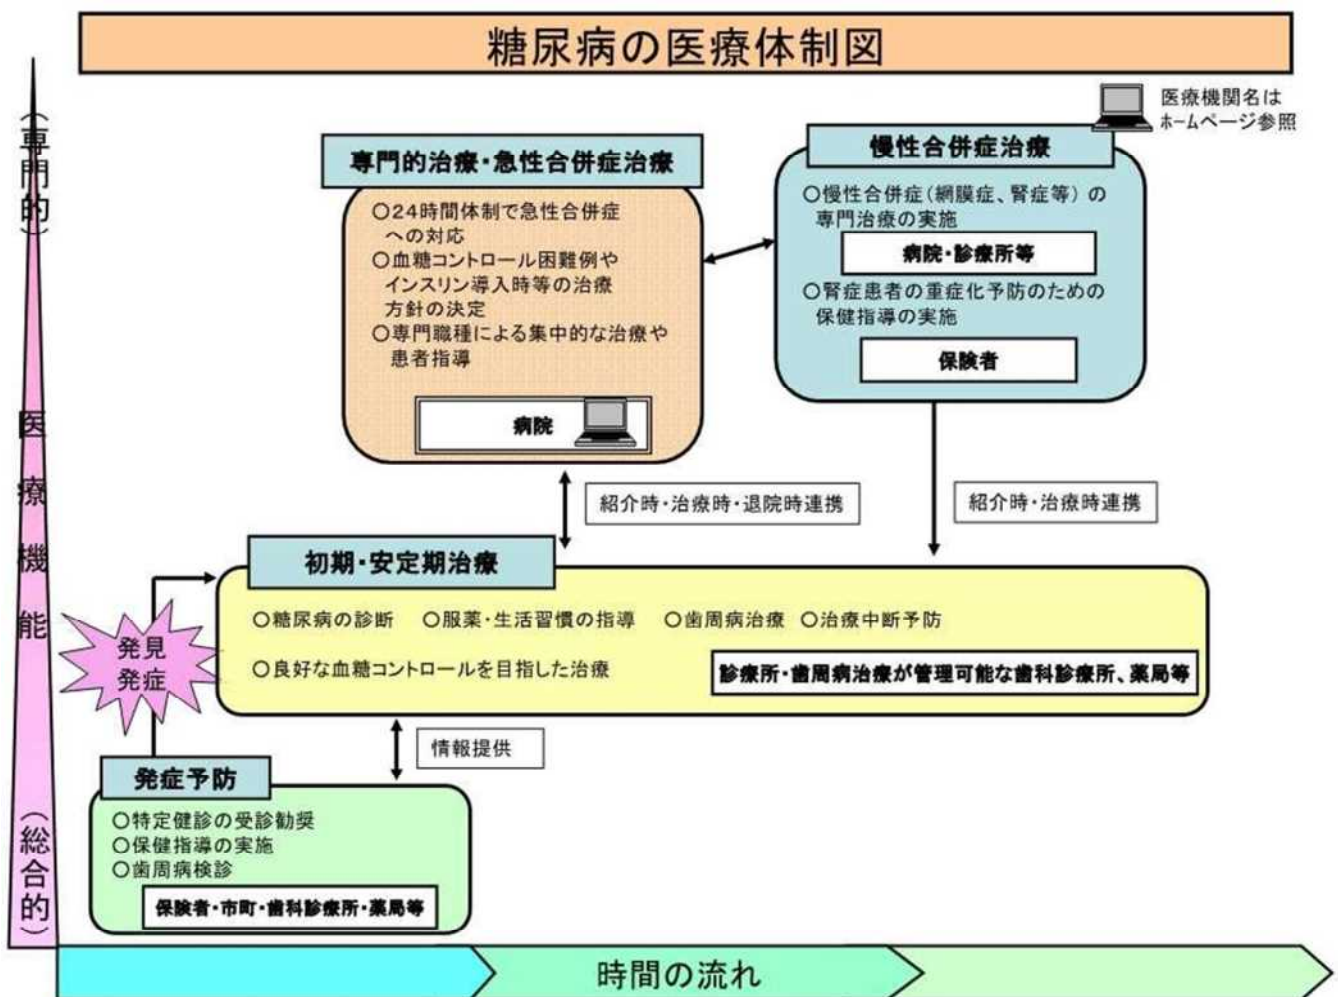 糖尿病の医療体制図
医療機関名は
ホームページ参照
(専門的)
医療機能
(総合的)
専門的治療・急性合併症治療
○24時間体制で急性合併症
への対応
○血糖コントロール困難例や
インスリン導入時等の治療
方針の決定
○専門職種による集中的な治療や
患者指導
病院
慢性合併症治療
○慢性合併症(網膜症、腎症等)の
専門治療の実施
病院・診療所等
○腎症患者の重症化予防のための
保健指導の実施
保険者
紹介時・治療時・退院時連携
紹介時・治療時連携
初期・安定期治療
○糖尿病の診断 ○服薬・生活習慣の指導 ○歯周病治療 ○治療中断予防
○良好な血糖コントロールを目指した治療
診療所・歯周病治療が管理可能な歯科診療所、薬局等
発見
発症
情報提供
発症予防
○特定健診の受診勧奨
○保健指導の実施
○歯周病検診
保険者・市町・歯科診療所・薬局等
時間の流れ